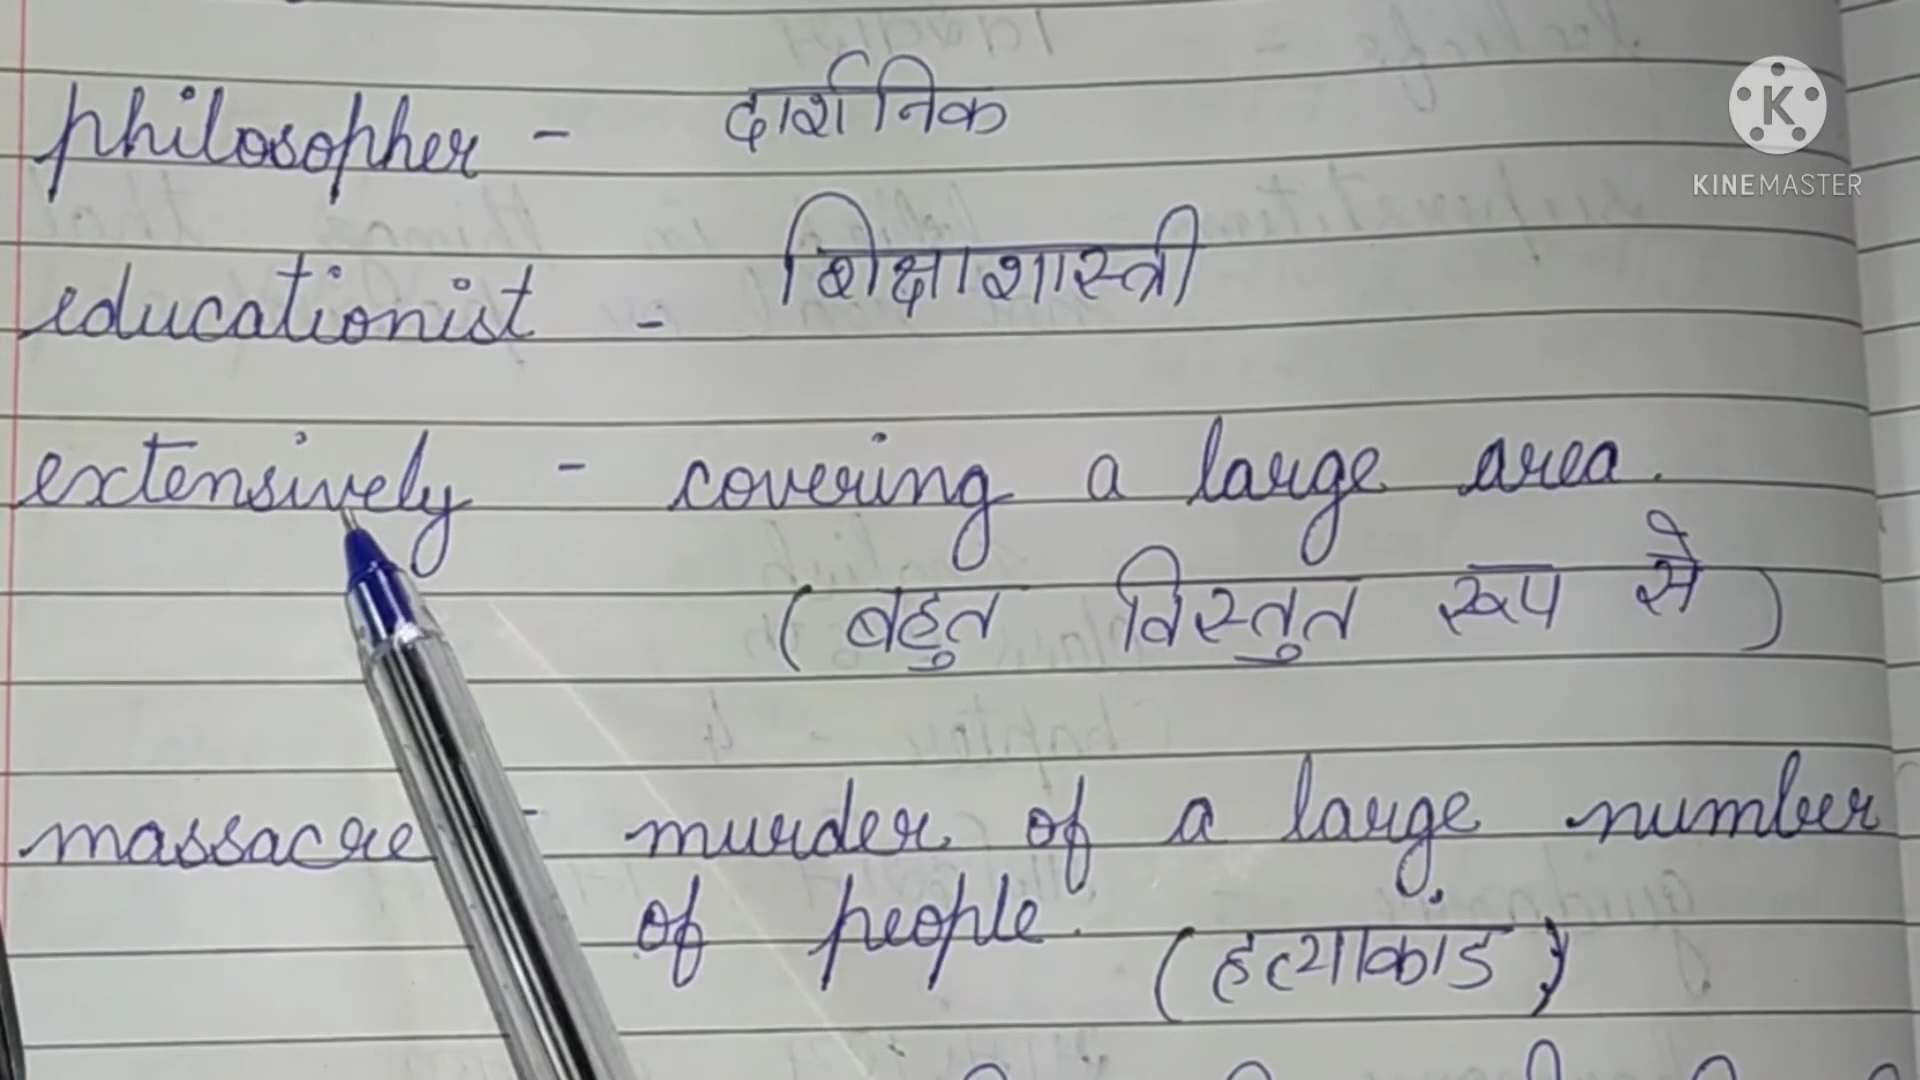 philosopher - दार्शनिक
KINEMASTER
educationist - शिक्षाशास्त्री
extensively - covering a large area.
(बहुत विस्तुत रूप से)
massacre - murder of a large number
of people. (हत्याकांड)